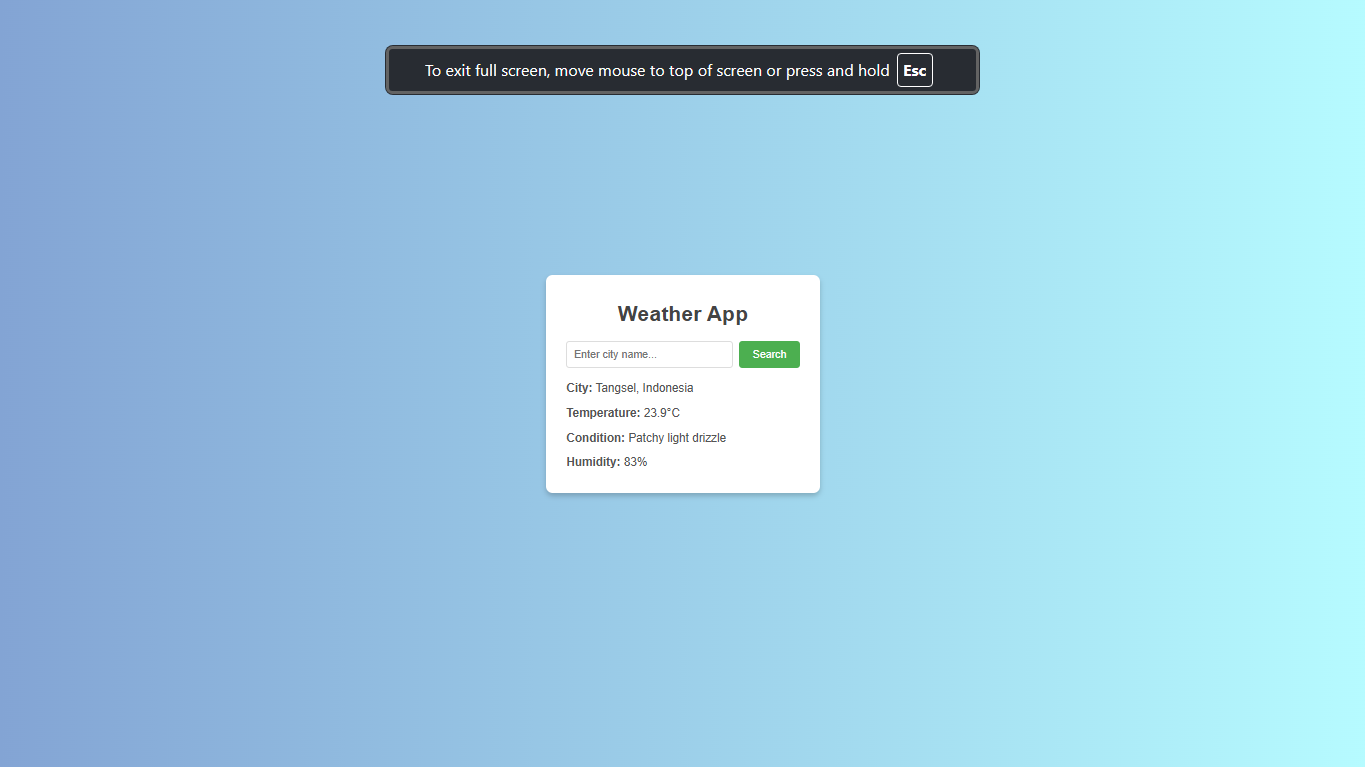 To exit full screen, move mouse to top of screen or press and hold Esc
Weather App
Enter city name... Search
City: Tangsel, Indonesia
Temperature: 23.9°C
Condition: Patchy light drizzle
Humidity: 83%